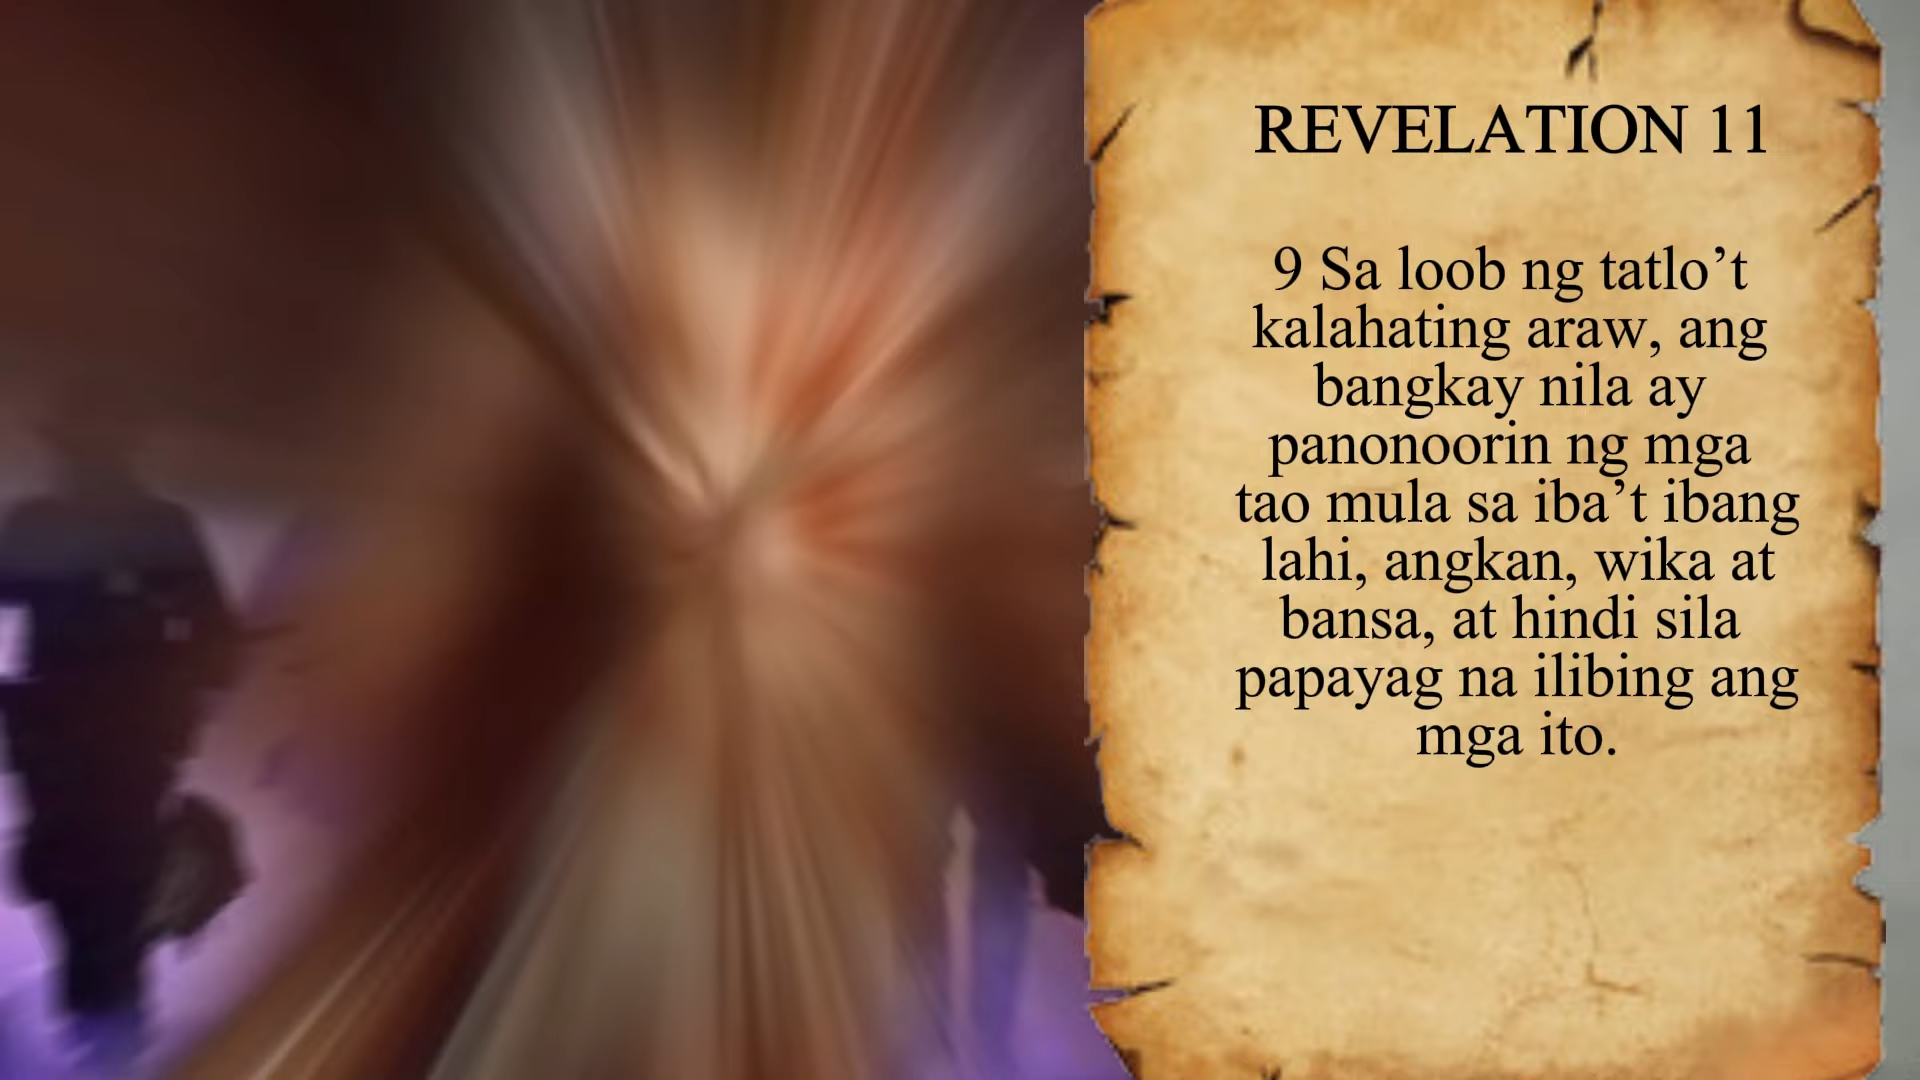 REVELATION 11
9 Sa loob ng tatlo’t
kalahating araw, ang
bangkay nila ay
panonoorin ng mga
tao mula sa iba’t ibang
lahi, angkan, wika at
bansa, at hindi sila
papayag na ilibing ang
mga ito.